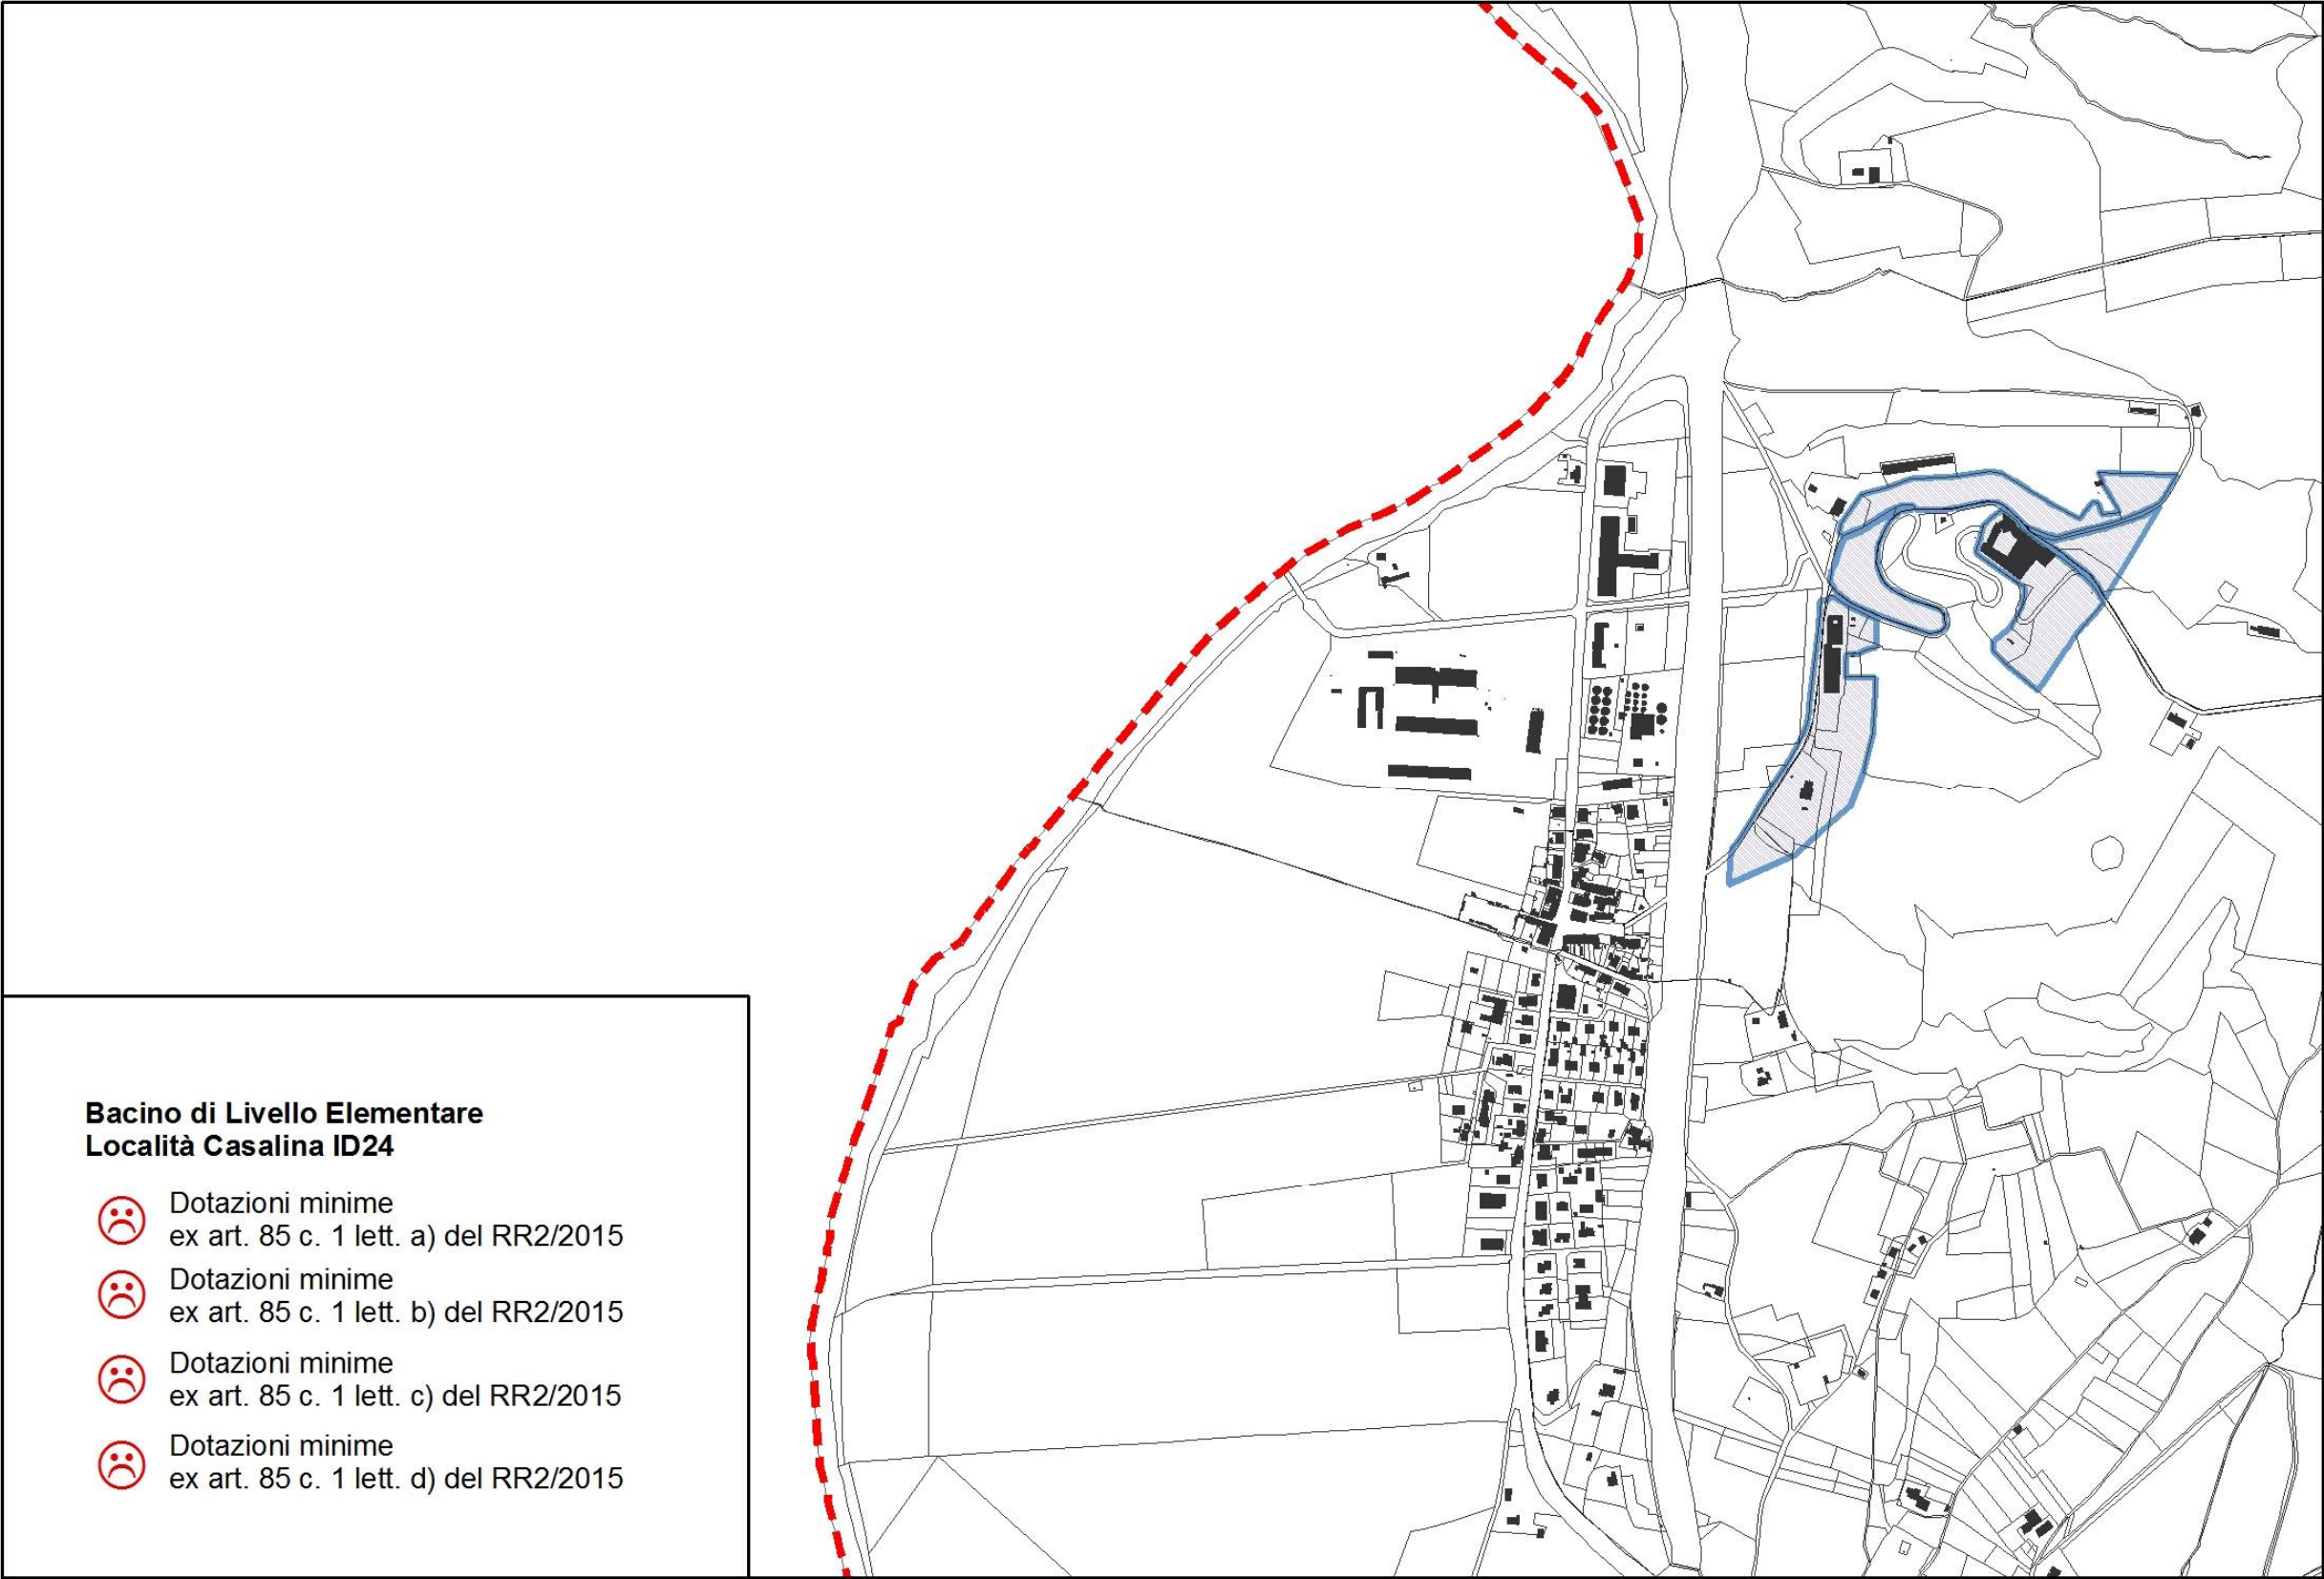 Bacino di Livello Elementare
Località Casalina ID24
Dotazioni minime
ex art. 85 c. 1 lett. a) del RR2/2015
Dotazioni minime
ex art. 85 c. 1 lett. b) del RR2/2015
Dotazioni minime
ex art. 85 c. 1 lett. c) del RR2/2015
Dotazioni minime
ex art. 85 c. 1 lett. d) del RR2/2015